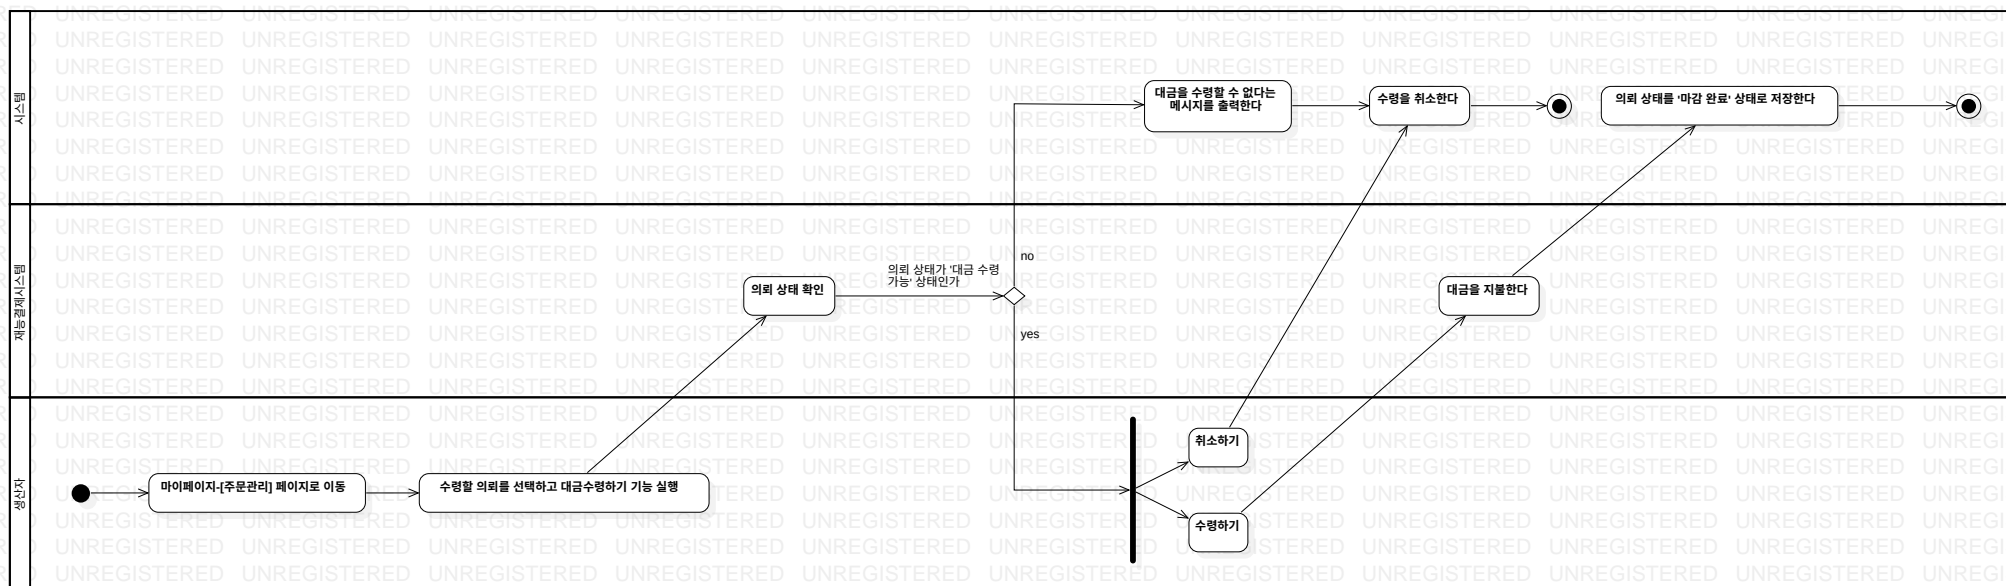 시스템
대금을 수령할 수 없다는
메시지를 출력한다
수령을 취소한다
의뢰 상태를 '마감 완료' 상태로 저장한다
재능결제시스템
의뢰 상태 확인
의뢰 상태가 '대금 수령
가능' 상태인가
no
yes
대금을 지불한다
생산자
마이페이지-[주문관리] 페이지로 이동
수령할 의뢰를 선택하고 대금수령하기 기능 실행
취소하기
수령하기
UNREGISTERED